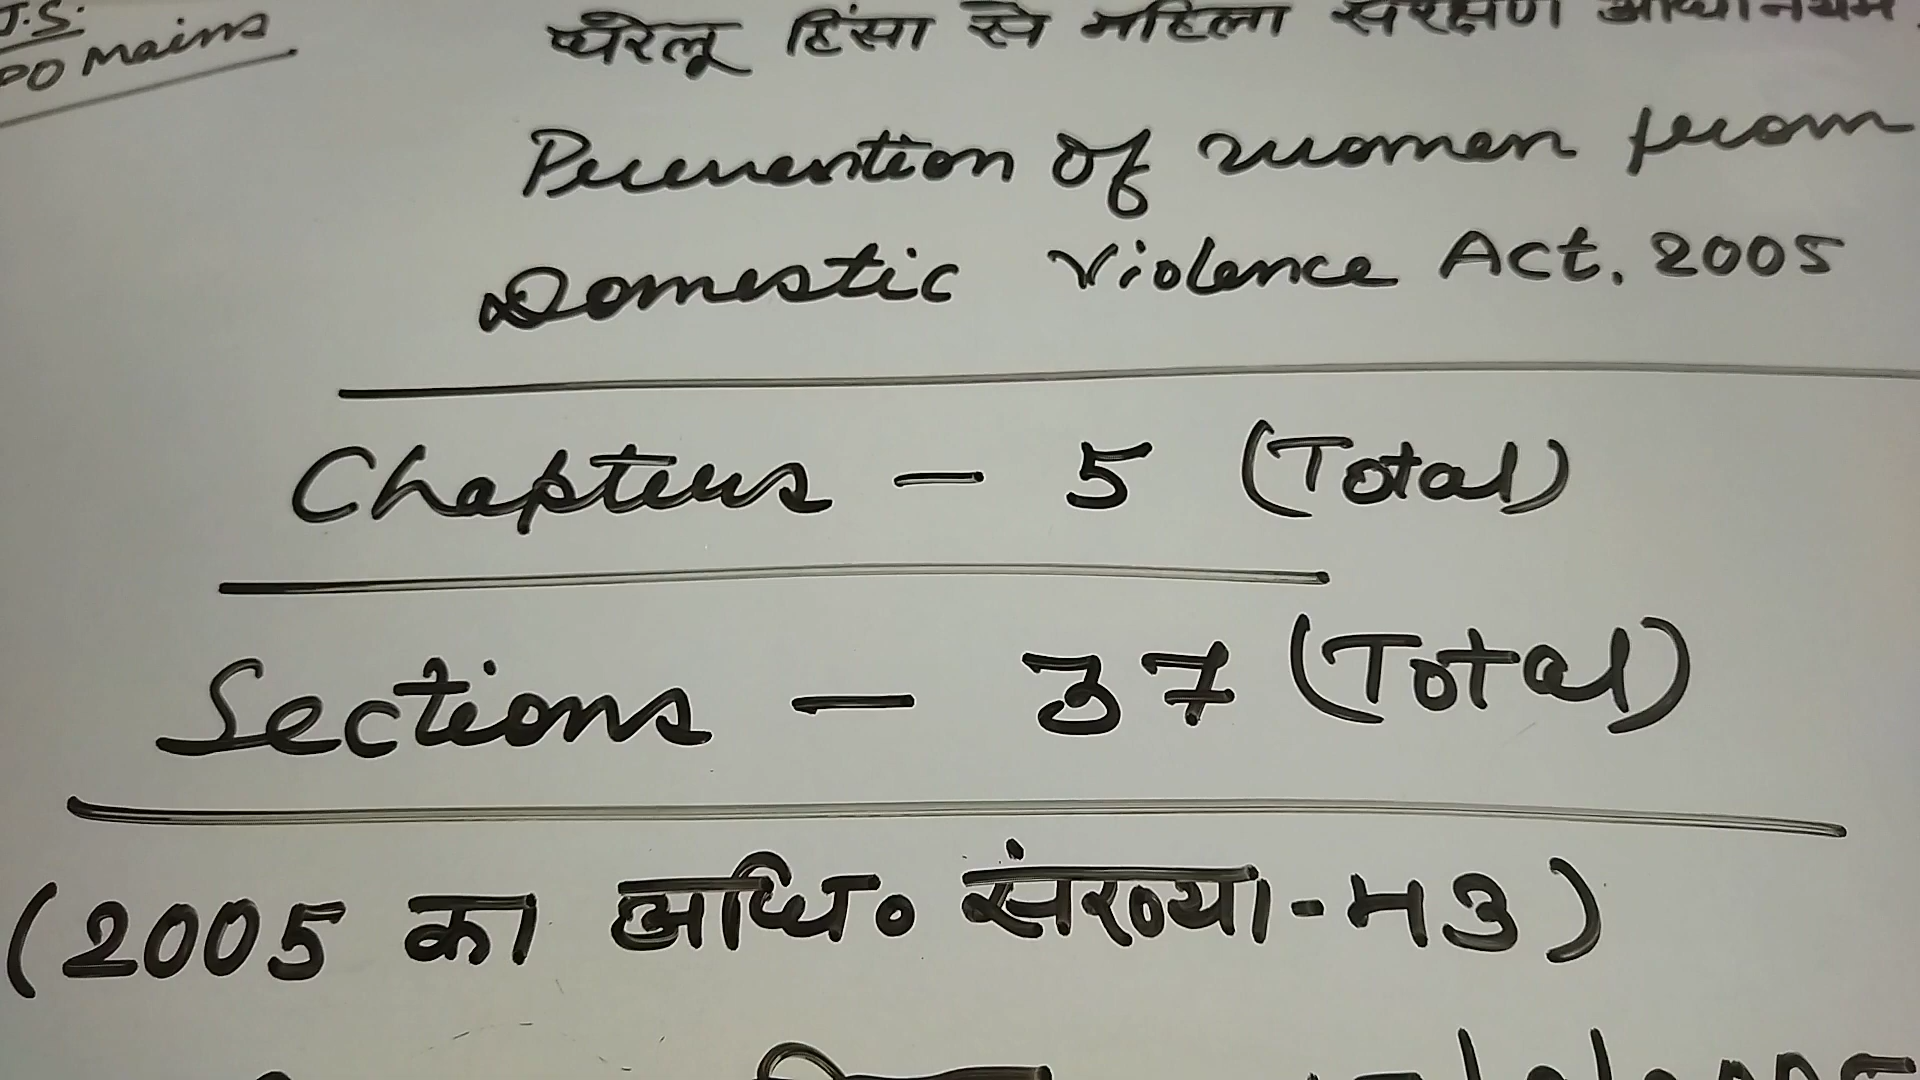 J.S.
PO Mains
घरेलू हिंसा से महिला संरक्षण अधिनियम
Prevention of women from
Domestic Violence Act. 2005
Chapters - 5 (Total)
Sections - 37 (Total)
(2005 का अधि० संख्या - 43)